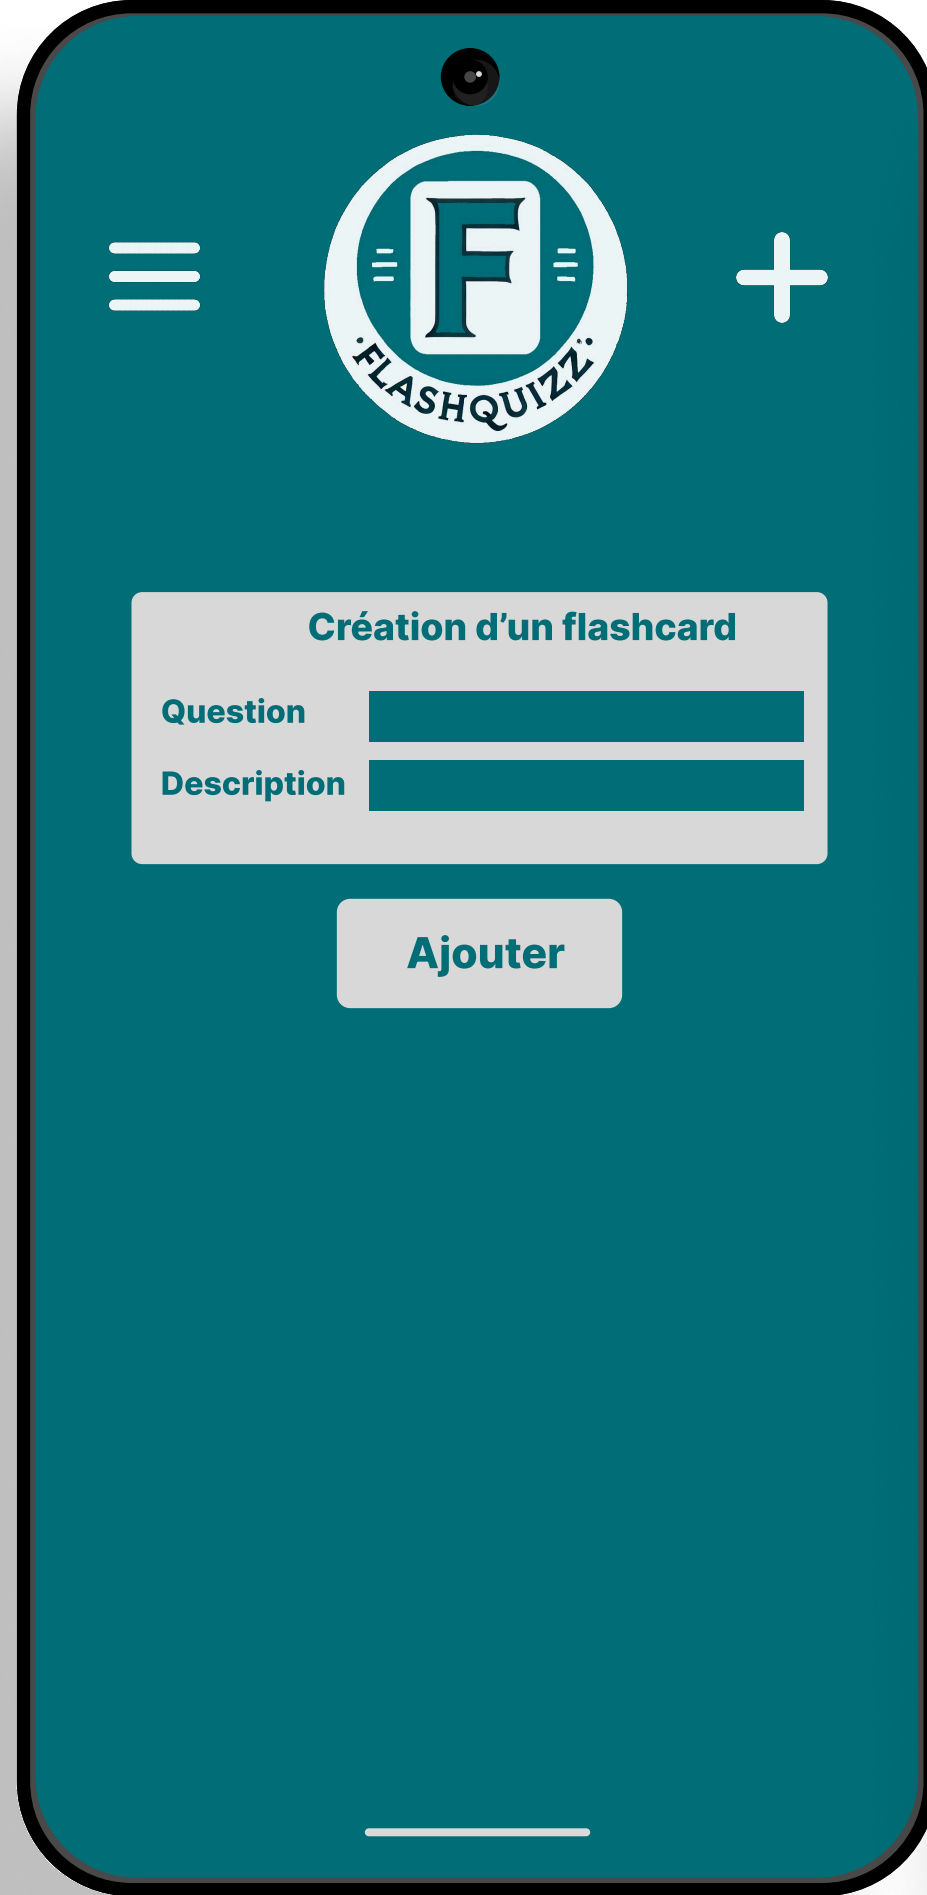 F
FLASHQUIZZ
Création d’un flashcard
Question
Description
Ajouter